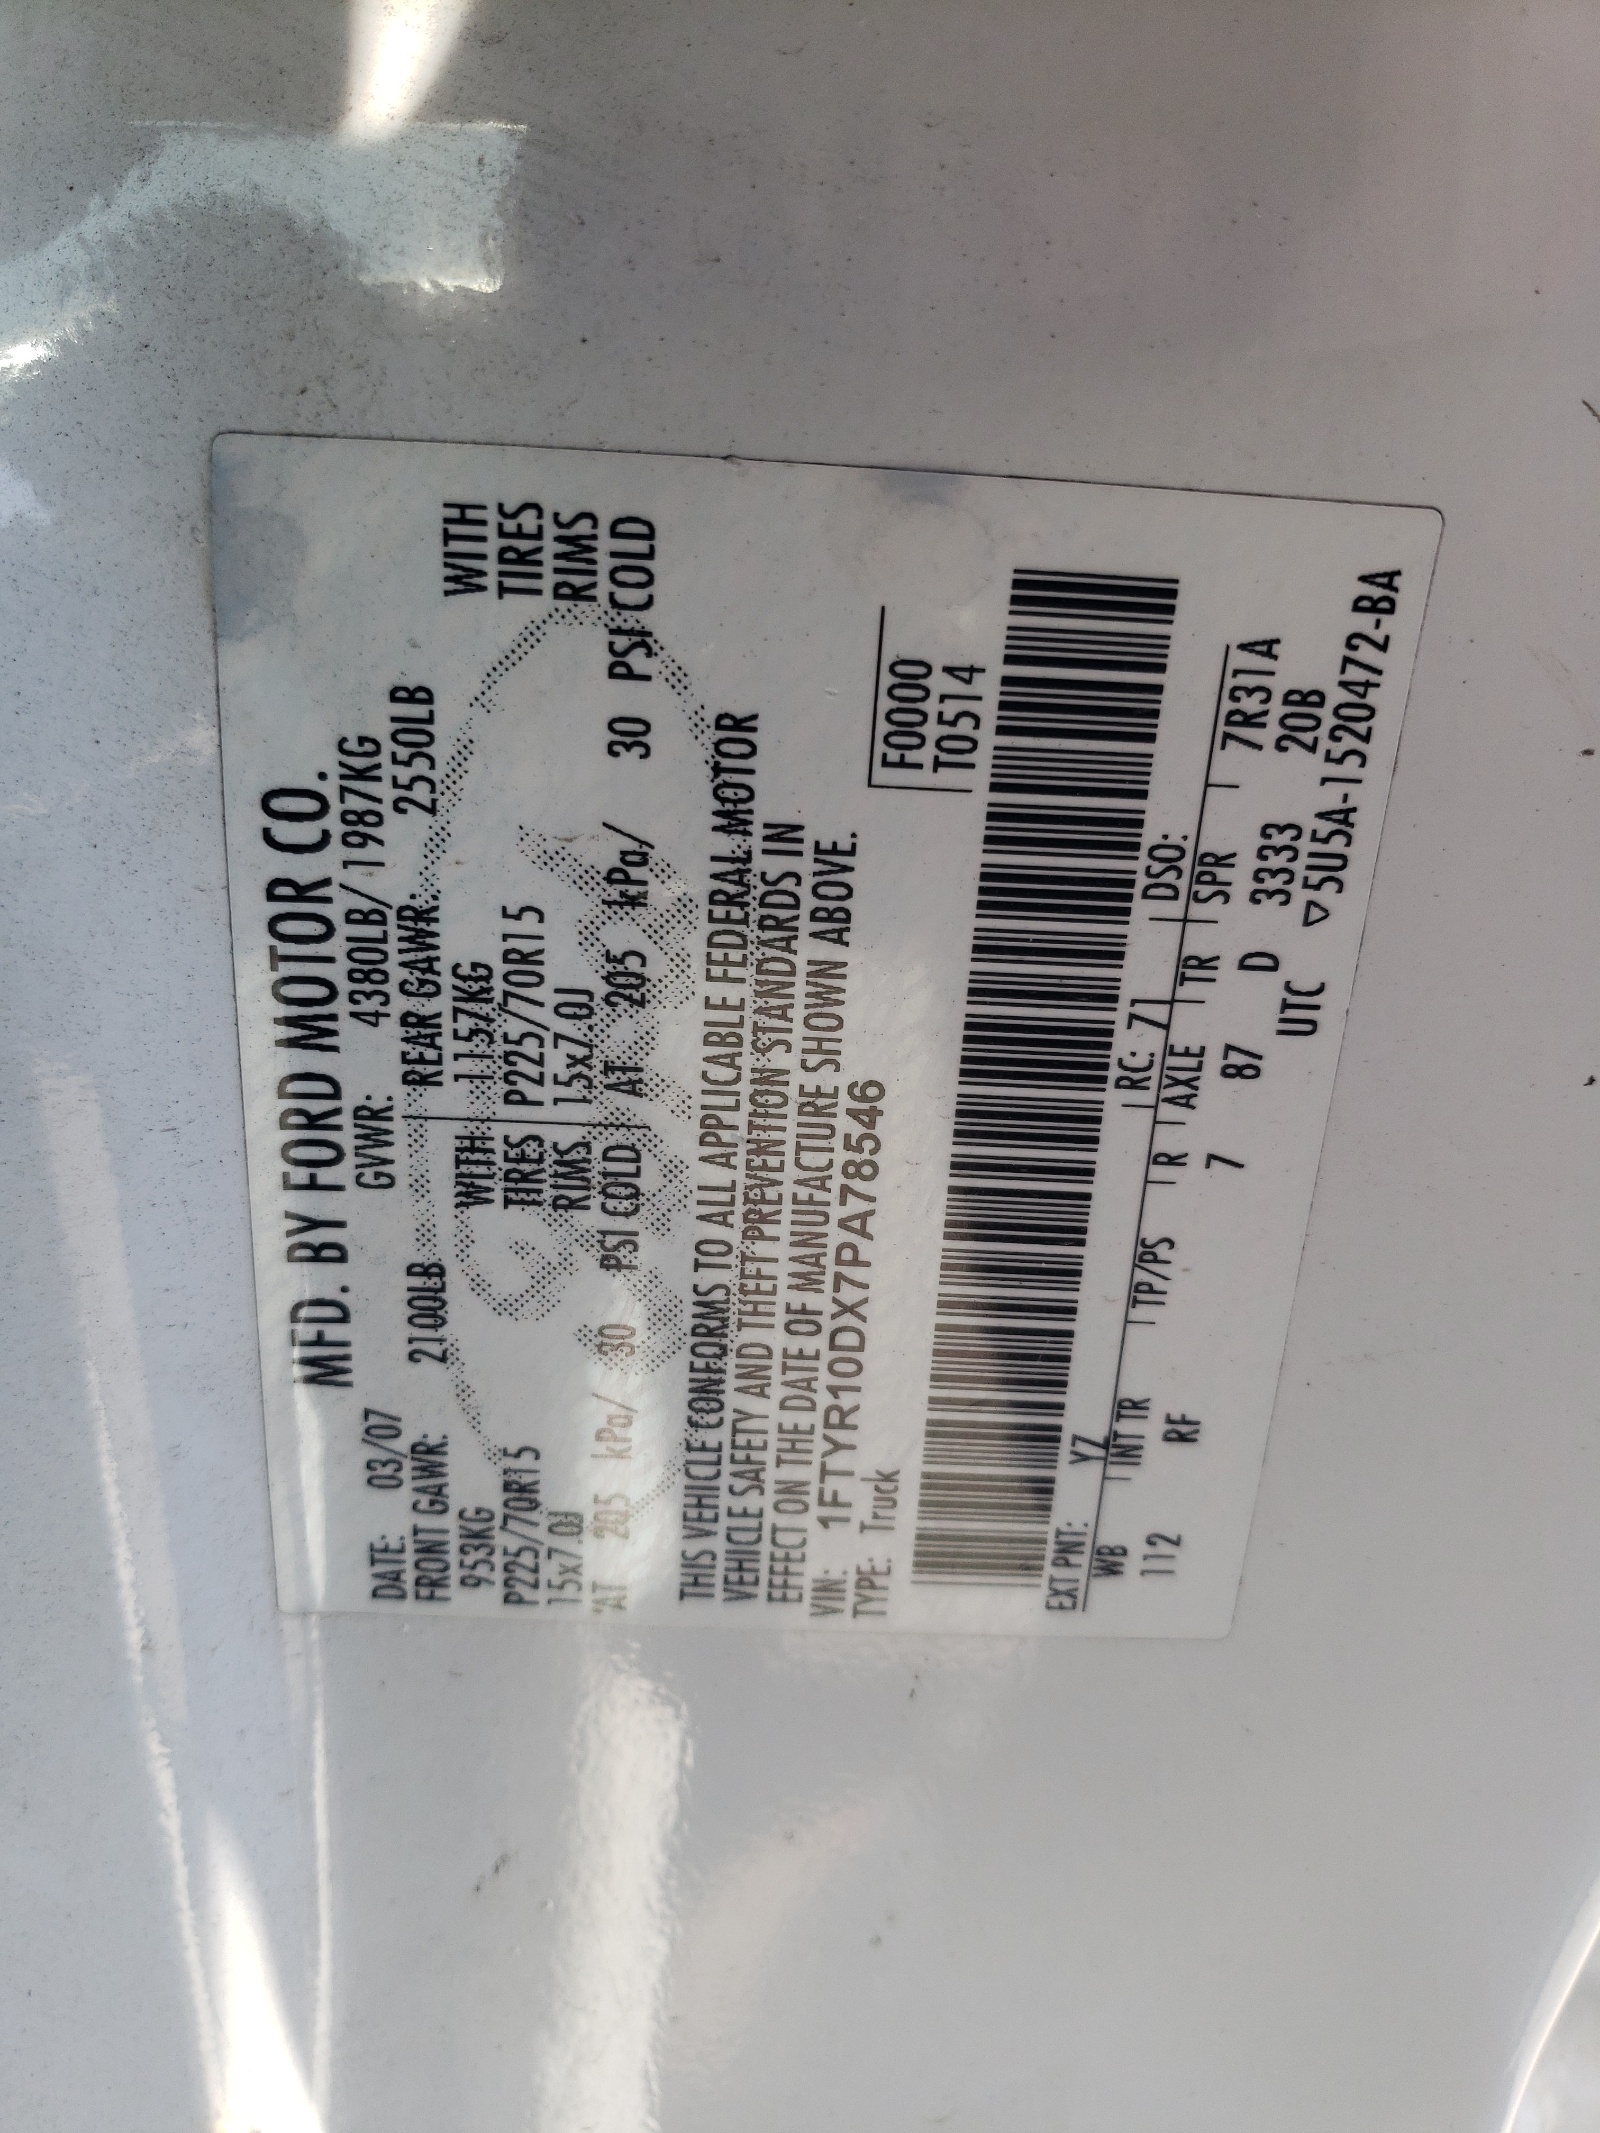 MFD. BY FORD MOTOR CO.
DATE: 03/07 GVWR: 4380LB/ 1987KG
FRONT GAWR: 2100LB REAR GAWR: 2550LB
953KG WITH 1157KG WITH
P225/70R15 TIRES P225/70R15 TIRES
15x7.0J RIMS 15x7.0J RIMS
AT 205 kPa/ 30 PSI COLD AT 205 kPa/ 30 PSI COLD
THIS VEHICLE CONFORMS TO ALL APPLICABLE FEDERAL MOTOR
VEHICLE SAFETY AND THEFT PREVENTION STANDARDS IN
EFFECT ON THE DATE OF MANUFACTURE SHOWN ABOVE.
VIN: 1FTYR10DX7PA78546 F0000
TYPE: Truck T0514
EXT PNT: YZ RC: 71 DSO:
WB INT TR TP/PS R AXLE TR SPR 7R31A
112 RF 7 87 D 3333 20B
UTC ▽5U5A-1520472-BA